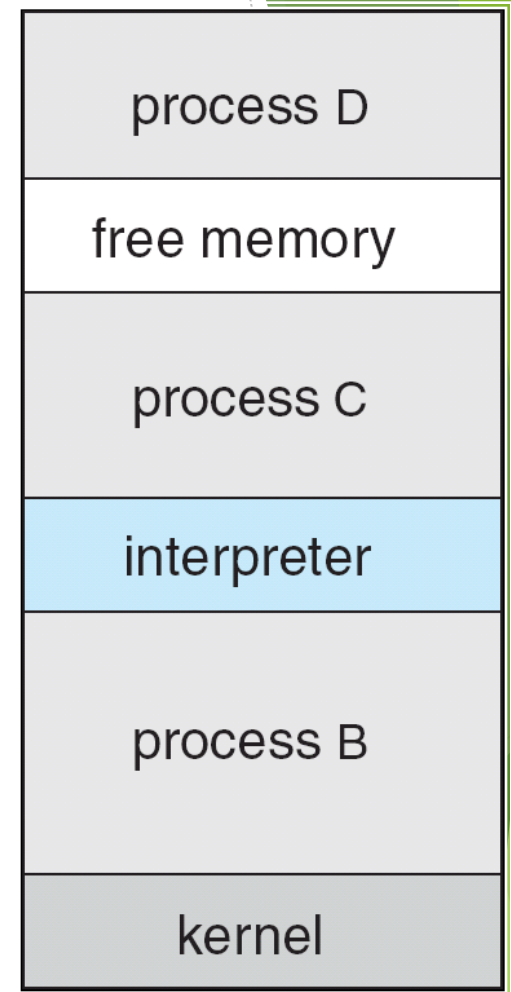 process D
free memory
process C
interpreter
process B
kernel